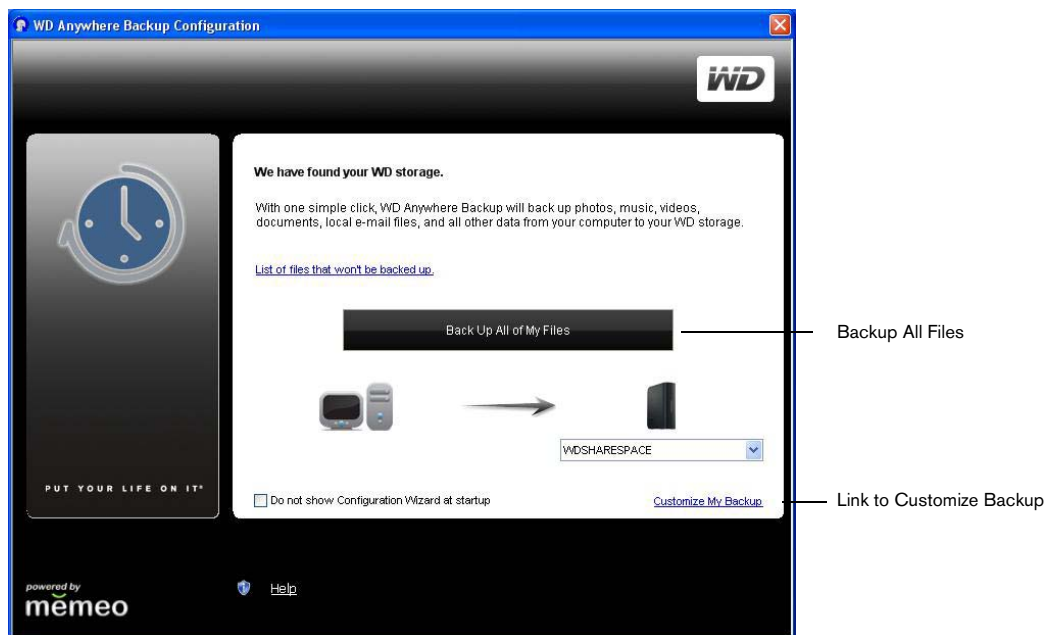 WD Anywhere Backup Configuration
WD
We have found your WD storage.
With one simple click, WD Anywhere Backup will back up photos, music, videos,
documents, local e-mail files, and all other data from your computer to your WD storage.
List of files that won't be backed up.
Back Up All of My Files
Backup All Files
WDSHARESPACE
PUT YOUR LIFE ON IT®
Do not show Configuration Wizard at startup
Customize My Backup
Link to Customize Backup
powered by
memeo
Help